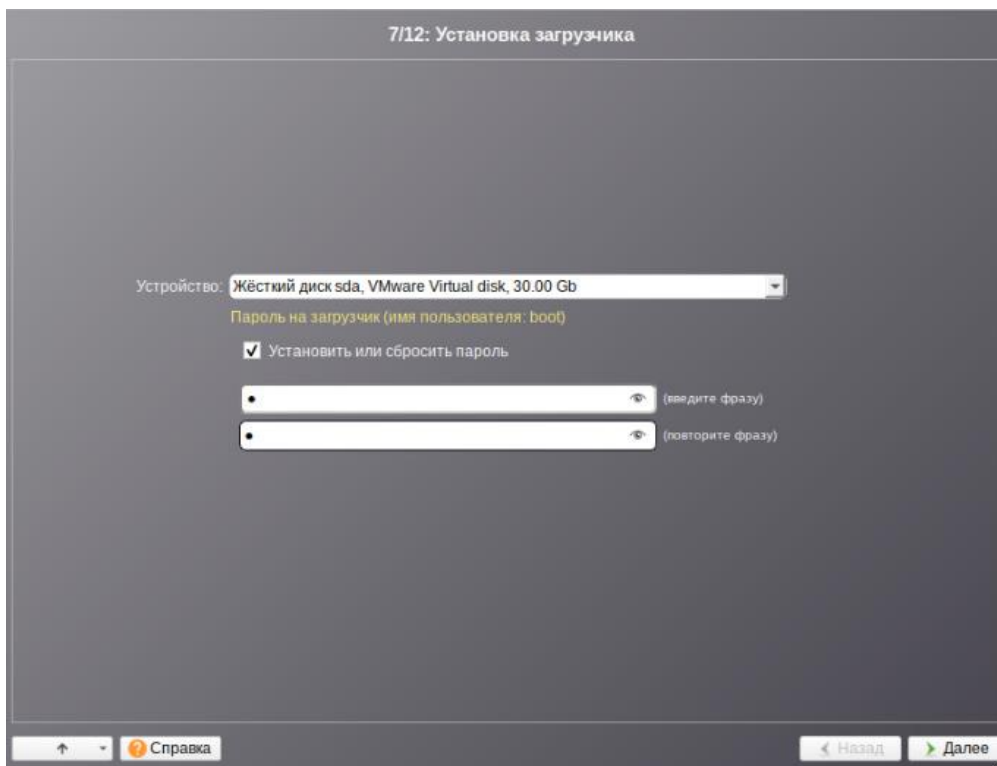 7/12: Установка загрузчика
Устройство: Жёсткий диск sda, VMware Virtual disk, 30.00 Gb
Пароль на загрузчик (имя пользователя: boot)
Установить или сбросить пароль
(введите фразу)
(повторите фразу)
Справка Назад Далее